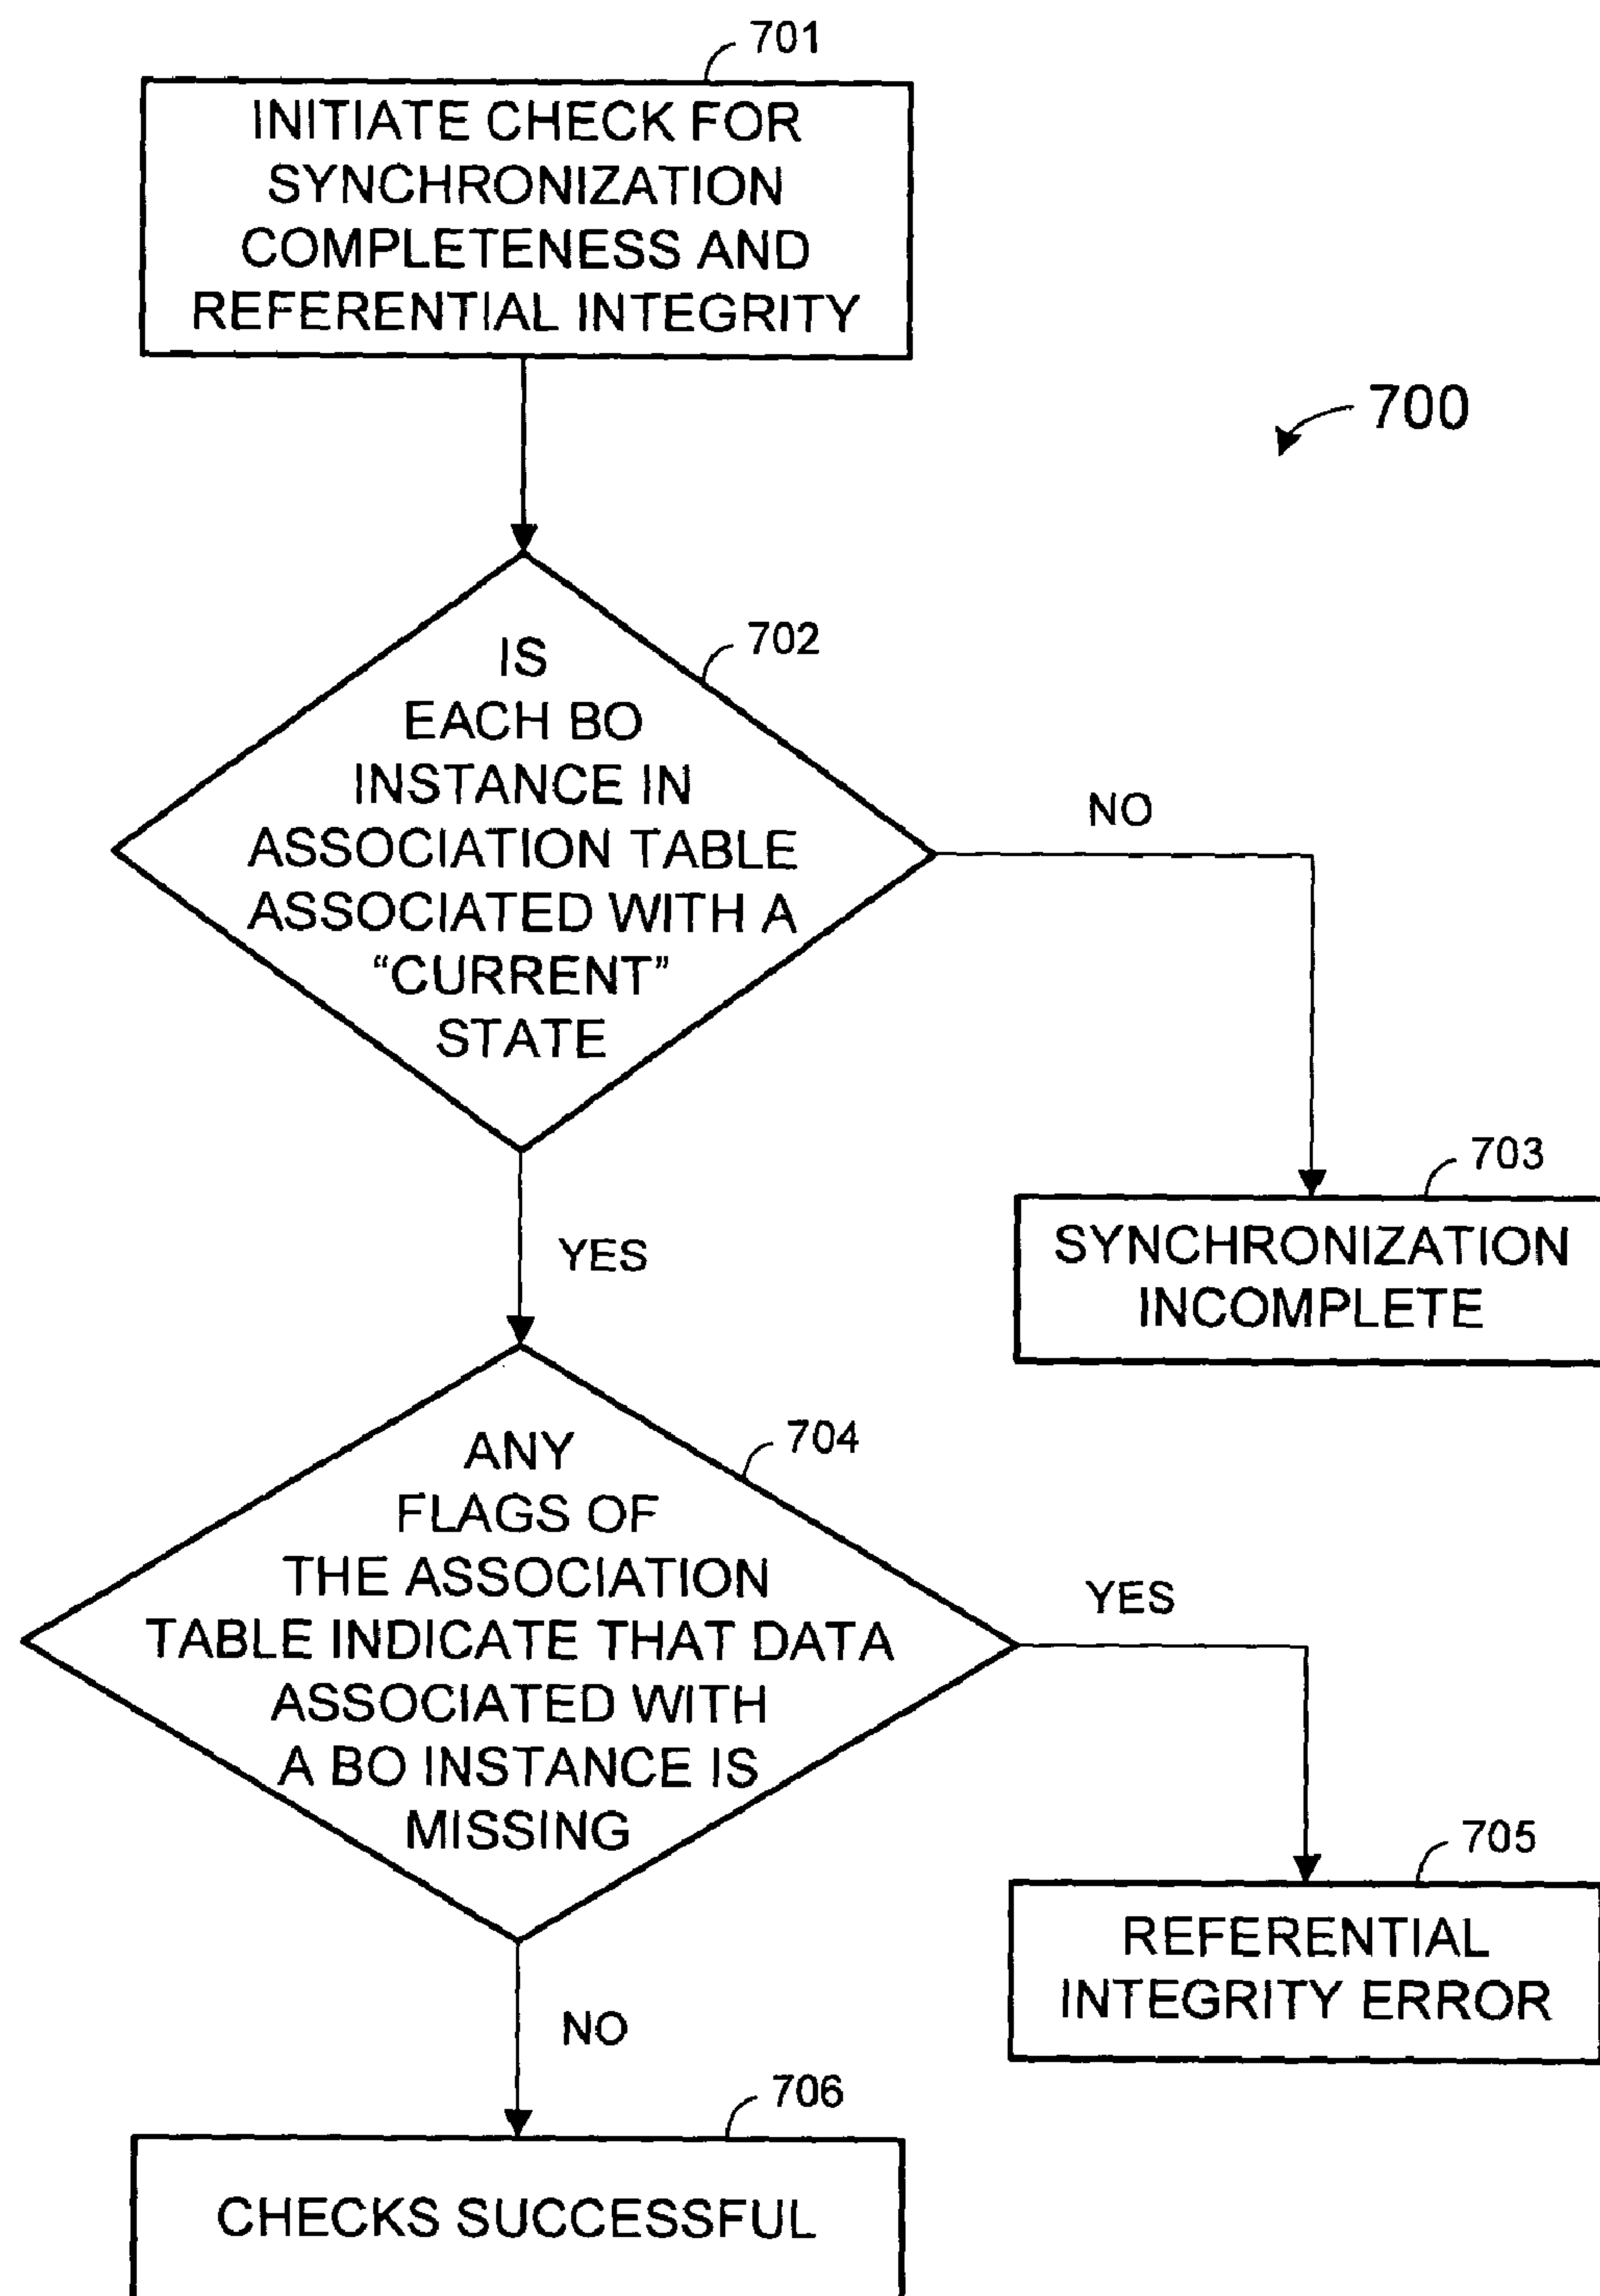 701
INITIATE CHECK FOR
SYNCHRONIZATION
COMPLETENESS AND
REFERENTIAL INTEGRITY
700
702
IS
EACH BO
INSTANCE IN
ASSOCIATION TABLE
ASSOCIATED WITH A
“CURRENT”
STATE
NO
703
SYNCHRONIZATION
INCOMPLETE
YES
704
ANY
FLAGS OF
THE ASSOCIATION
TABLE INDICATE THAT DATA
ASSOCIATED WITH
A BO INSTANCE IS
MISSING
YES
705
REFERENTIAL
INTEGRITY ERROR
NO
706
CHECKS SUCCESSFUL